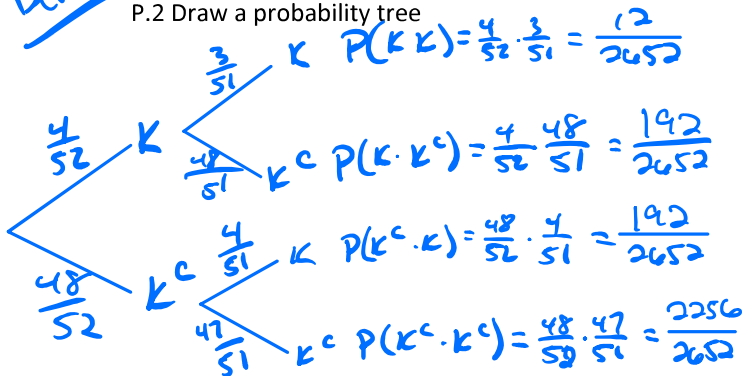 P.2 Draw a probability tree
3/51 K P(KK) = 4/52 · 3/51 = 12/2652
4/52 K
48/51 K^c P(K·K^c) = 4/52 48/51 = 192/2652
4/51 K P(K^c·K) = 48/52 · 4/51 = 192/2652
48/52 K^c
47/51 K^c P(K^c·K^c) = 48/52 · 47/51 = 2256/2652